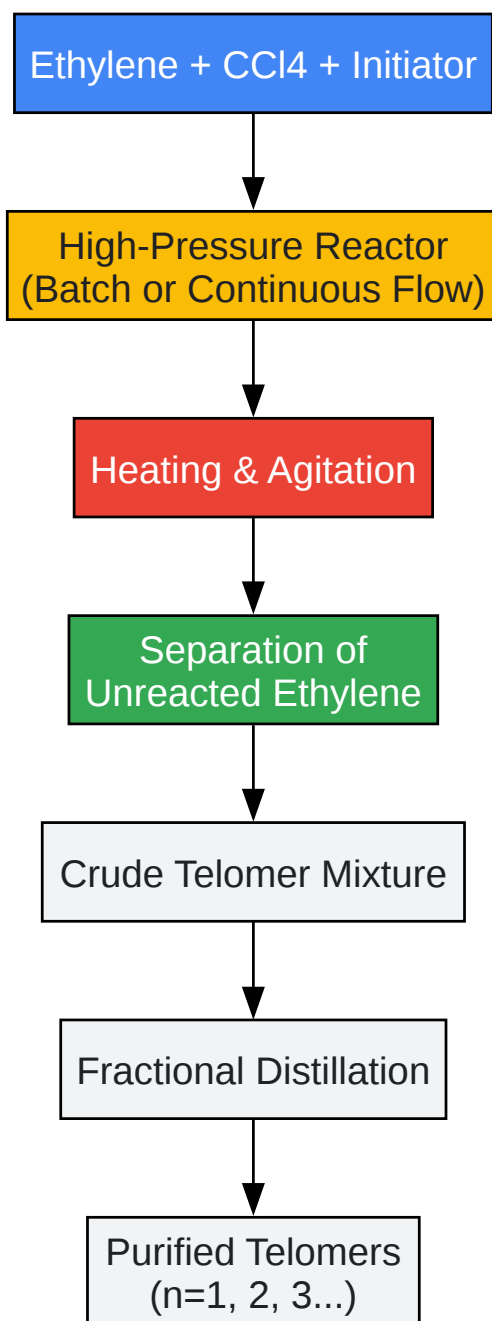 Ethylene + CCl4 + Initiator
High-Pressure Reactor
(Batch or Continuous Flow)
Heating & Agitation
Separation of
Unreacted Ethylene
Crude Telomer Mixture
Fractional Distillation
Purified Telomers
(n=1, 2, 3...)